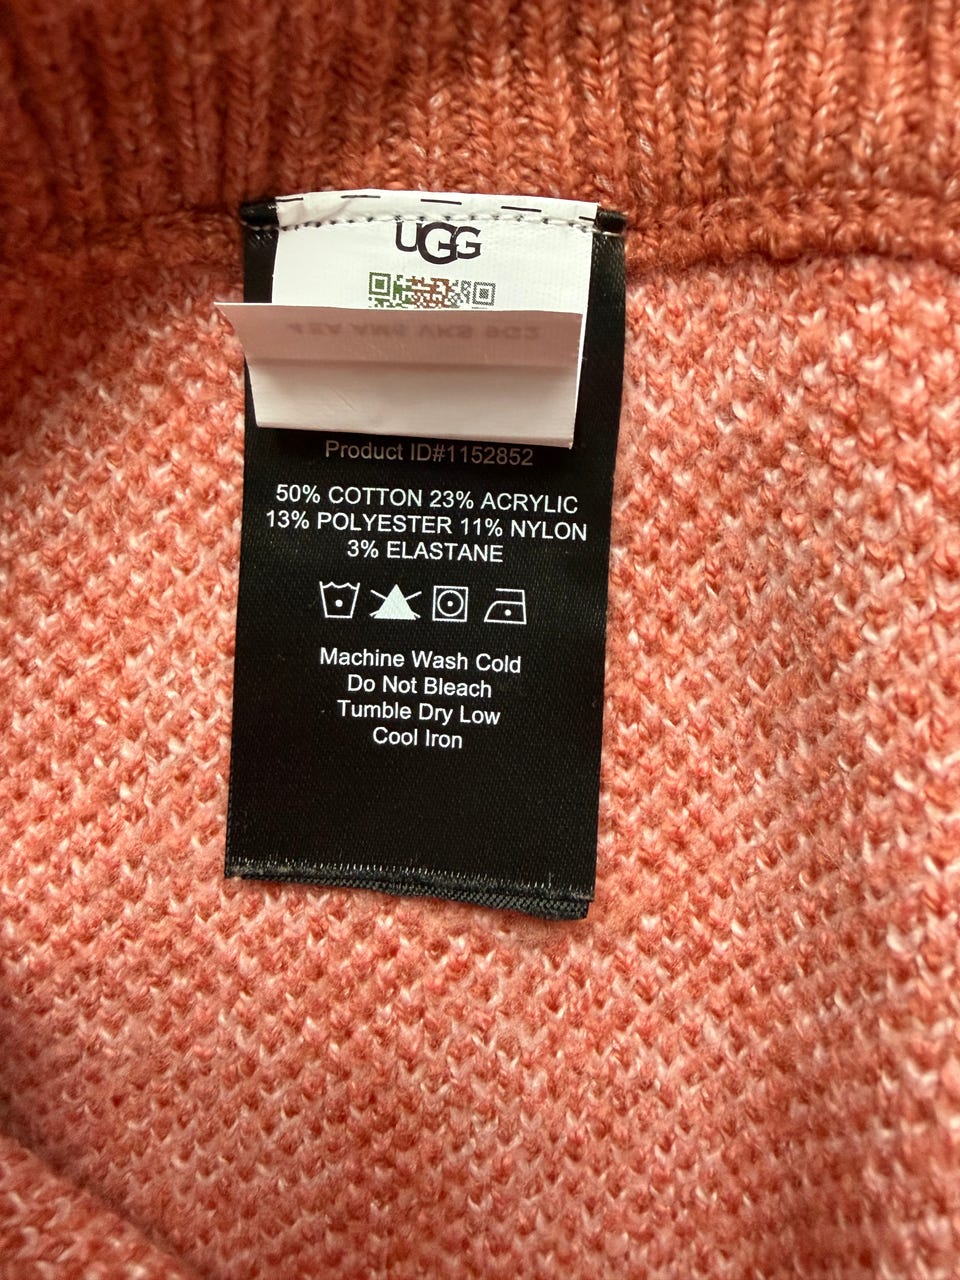 UGG
Product ID#1152852
50% COTTON 23% ACRYLIC
13% POLYESTER 11% NYLON
3% ELASTANE
Machine Wash Cold
Do Not Bleach
Tumble Dry Low
Cool Iron